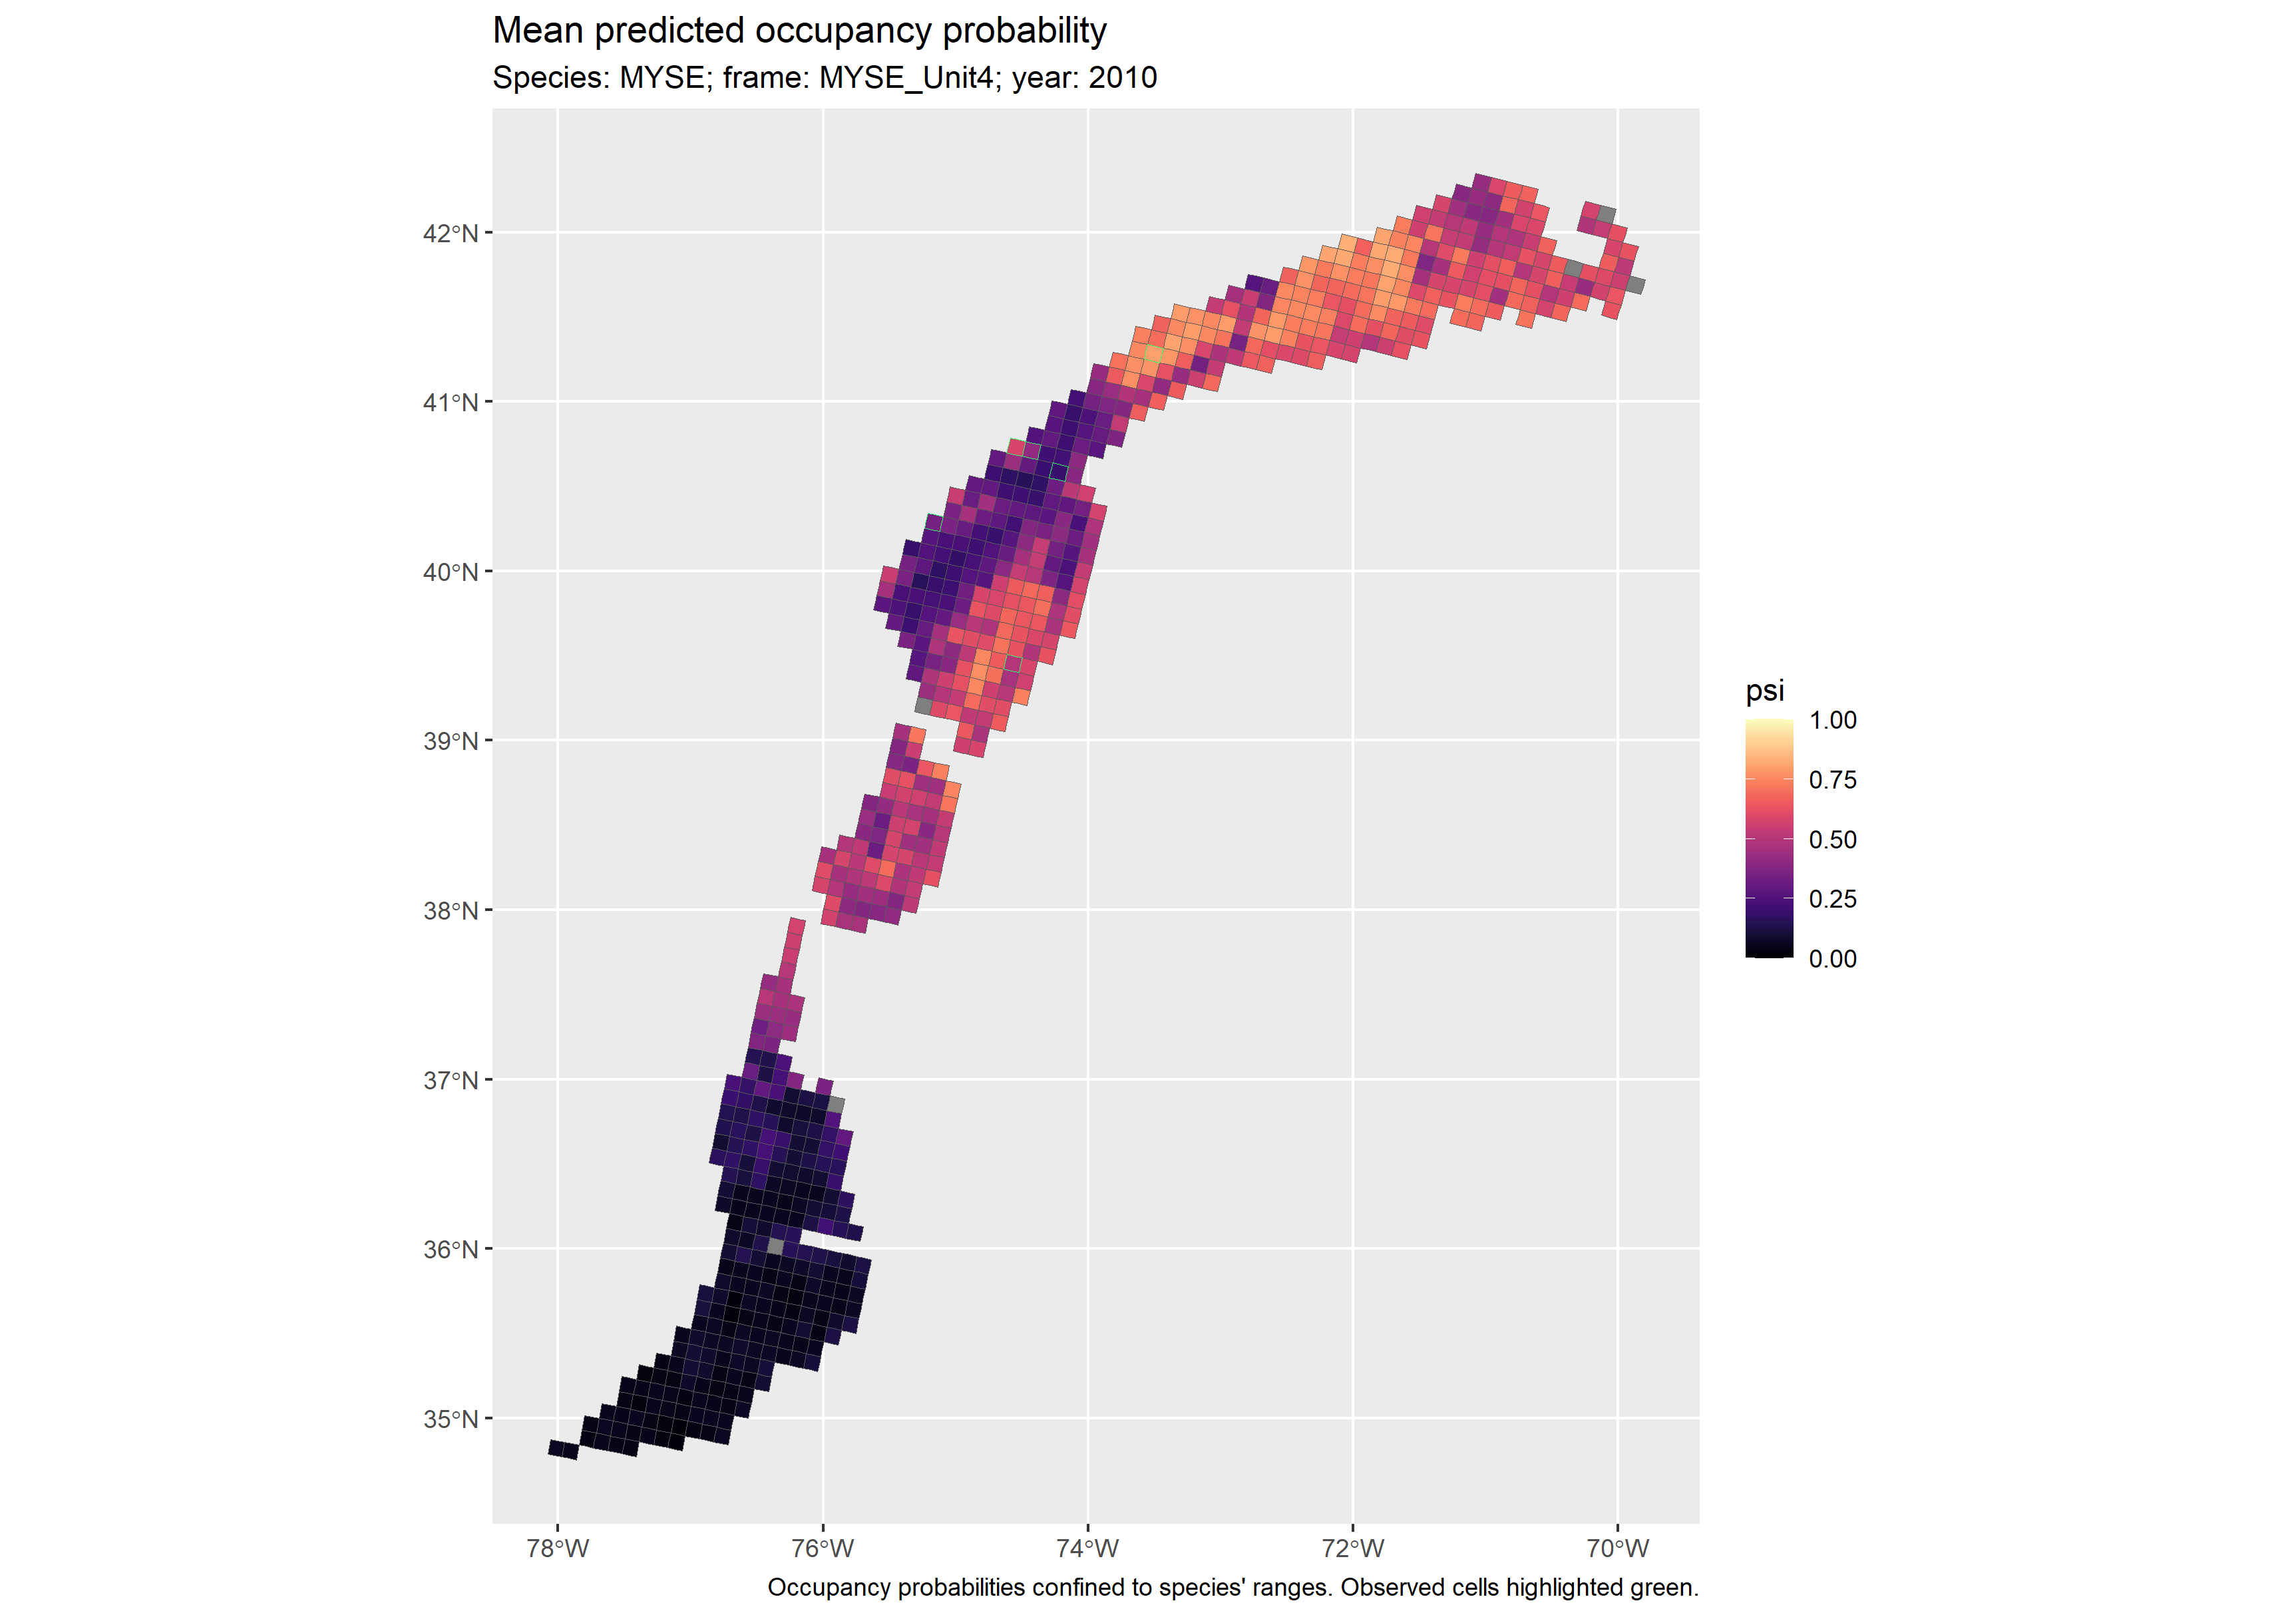 Mean predicted occupancy probability
Species: MYSE; frame: MYSE_Unit4; year: 2010
42°N
41°N
40°N
39°N
38°N
37°N
36°N
35°N
78°W
76°W
74°W
72°W
70°W
psi
1.00
0.75
0.50
0.25
0.00
Occupancy probabilities confined to species' ranges. Observed cells highlighted green.